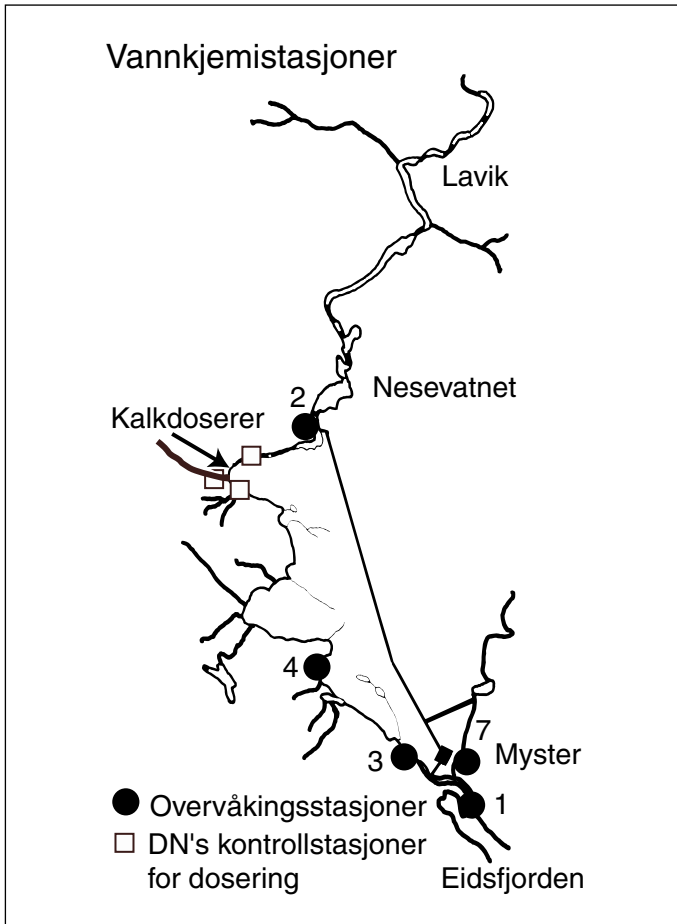 Vannkjemistasjoner
Lavik
Nesevatnet
2
Kalkdoserer
4
7
3
Myster
1
Overvåkingsstasjoner
DN's kontrollstasjoner
for dosering
Eidsfjorden